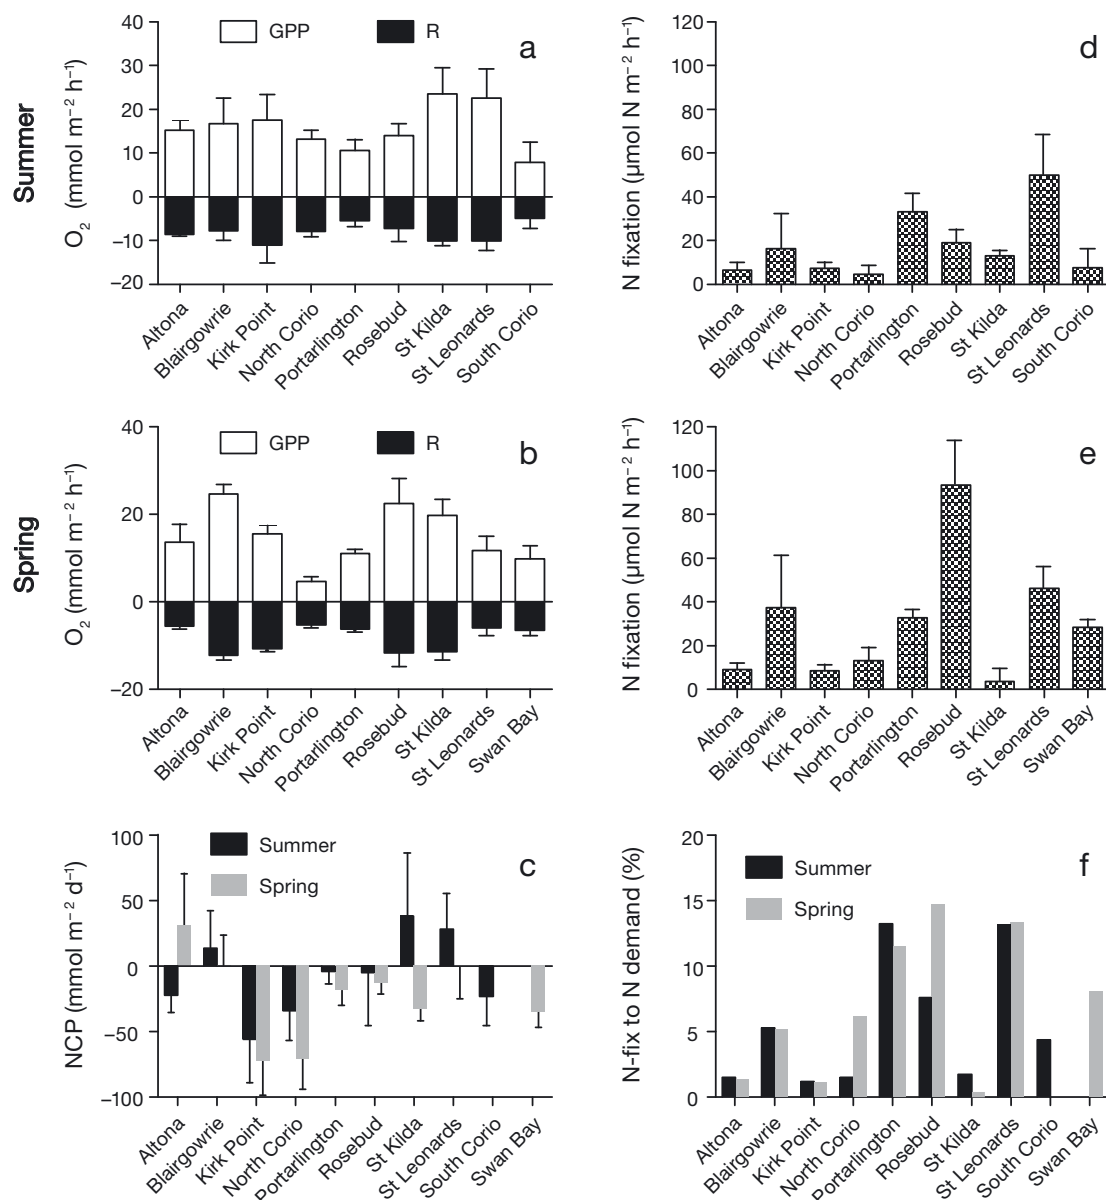 Summer
O2 (mmol m−2 h−1)
40
30
20
10
0
−10
−20
GPP
R
a
Altona
Blairgowrie
Kirk Point
North Corio
Portarlington
Rosebud
St Kilda
St Leonards
South Corio
N fixation (µmol N m−2 h−1)
120
100
80
60
40
20
0
d
Altona
Blairgowrie
Kirk Point
North Corio
Portarlington
Rosebud
St Kilda
St Leonards
South Corio
Spring
O2 (mmol m−2 h−1)
40
20
0
−20
GPP
R
b
Altona
Blairgowrie
Kirk Point
North Corio
Portarlington
Rosebud
St Kilda
St Leonards
Swan Bay
N fixation (µmol N m−2 h−1)
120
100
80
60
40
20
0
e
Altona
Blairgowrie
Kirk Point
North Corio
Portarlington
Rosebud
St Kilda
St Leonards
Swan Bay
NCP (mmol m−2 d−1)
100
50
0
−50
−100
Summer
Spring
c
Altona
Blairgowrie
Kirk Point
North Corio
Portarlington
Rosebud
St Kilda
St Leonards
South Corio
Swan Bay
N-fix to N demand (%)
20
15
10
5
0
Summer
Spring
f
Altona
Blairgowrie
Kirk Point
North Corio
Portarlington
Rosebud
St Kilda
St Leonards
South Corio
Swan Bay